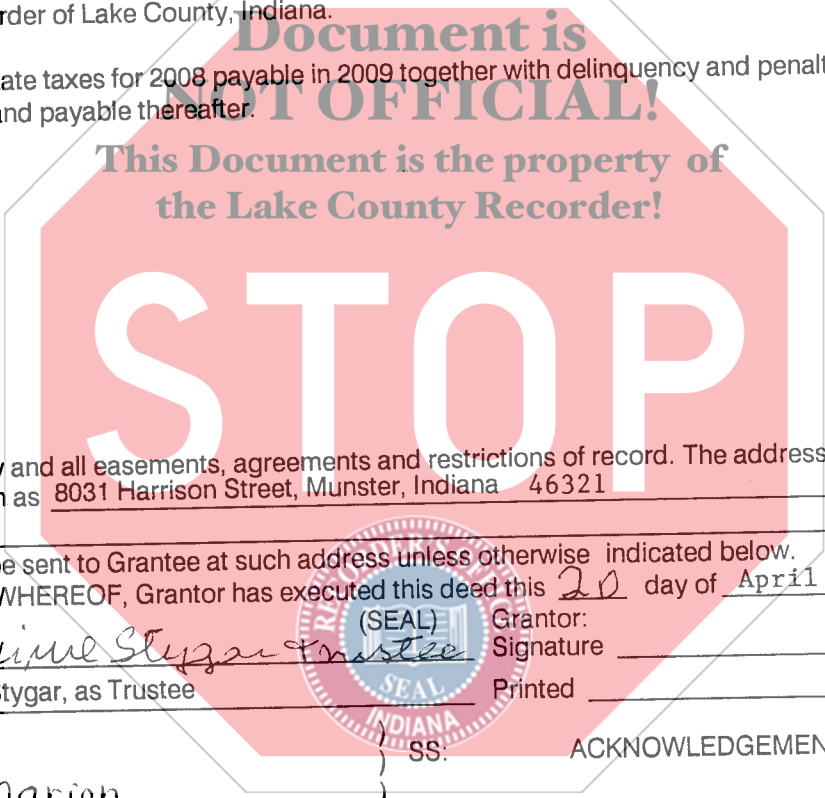 rder of Lake County, Indiana.
Document is
ate taxes for 2008 payable in 2009 together with delinquency and penalt
NOT OFFICIAL!
nd payable thereafter.
This Document is the property of
the Lake County Recorder!
STOP
and all easements, agreements and restrictions of record. The address
as 8031 Harrison Street, Munster, Indiana 46321
e sent to Grantee at such address unless otherwise indicated below.
WHEREOF, Grantor has executed this deed this 20 day of April
(SEAL) Grantor:
Stygar Trustee Signature
tygar, as Trustee Printed
RECORDER'S OFFICE
SEAL
INDIANA
SS: ACKNOWLEDGEMEN